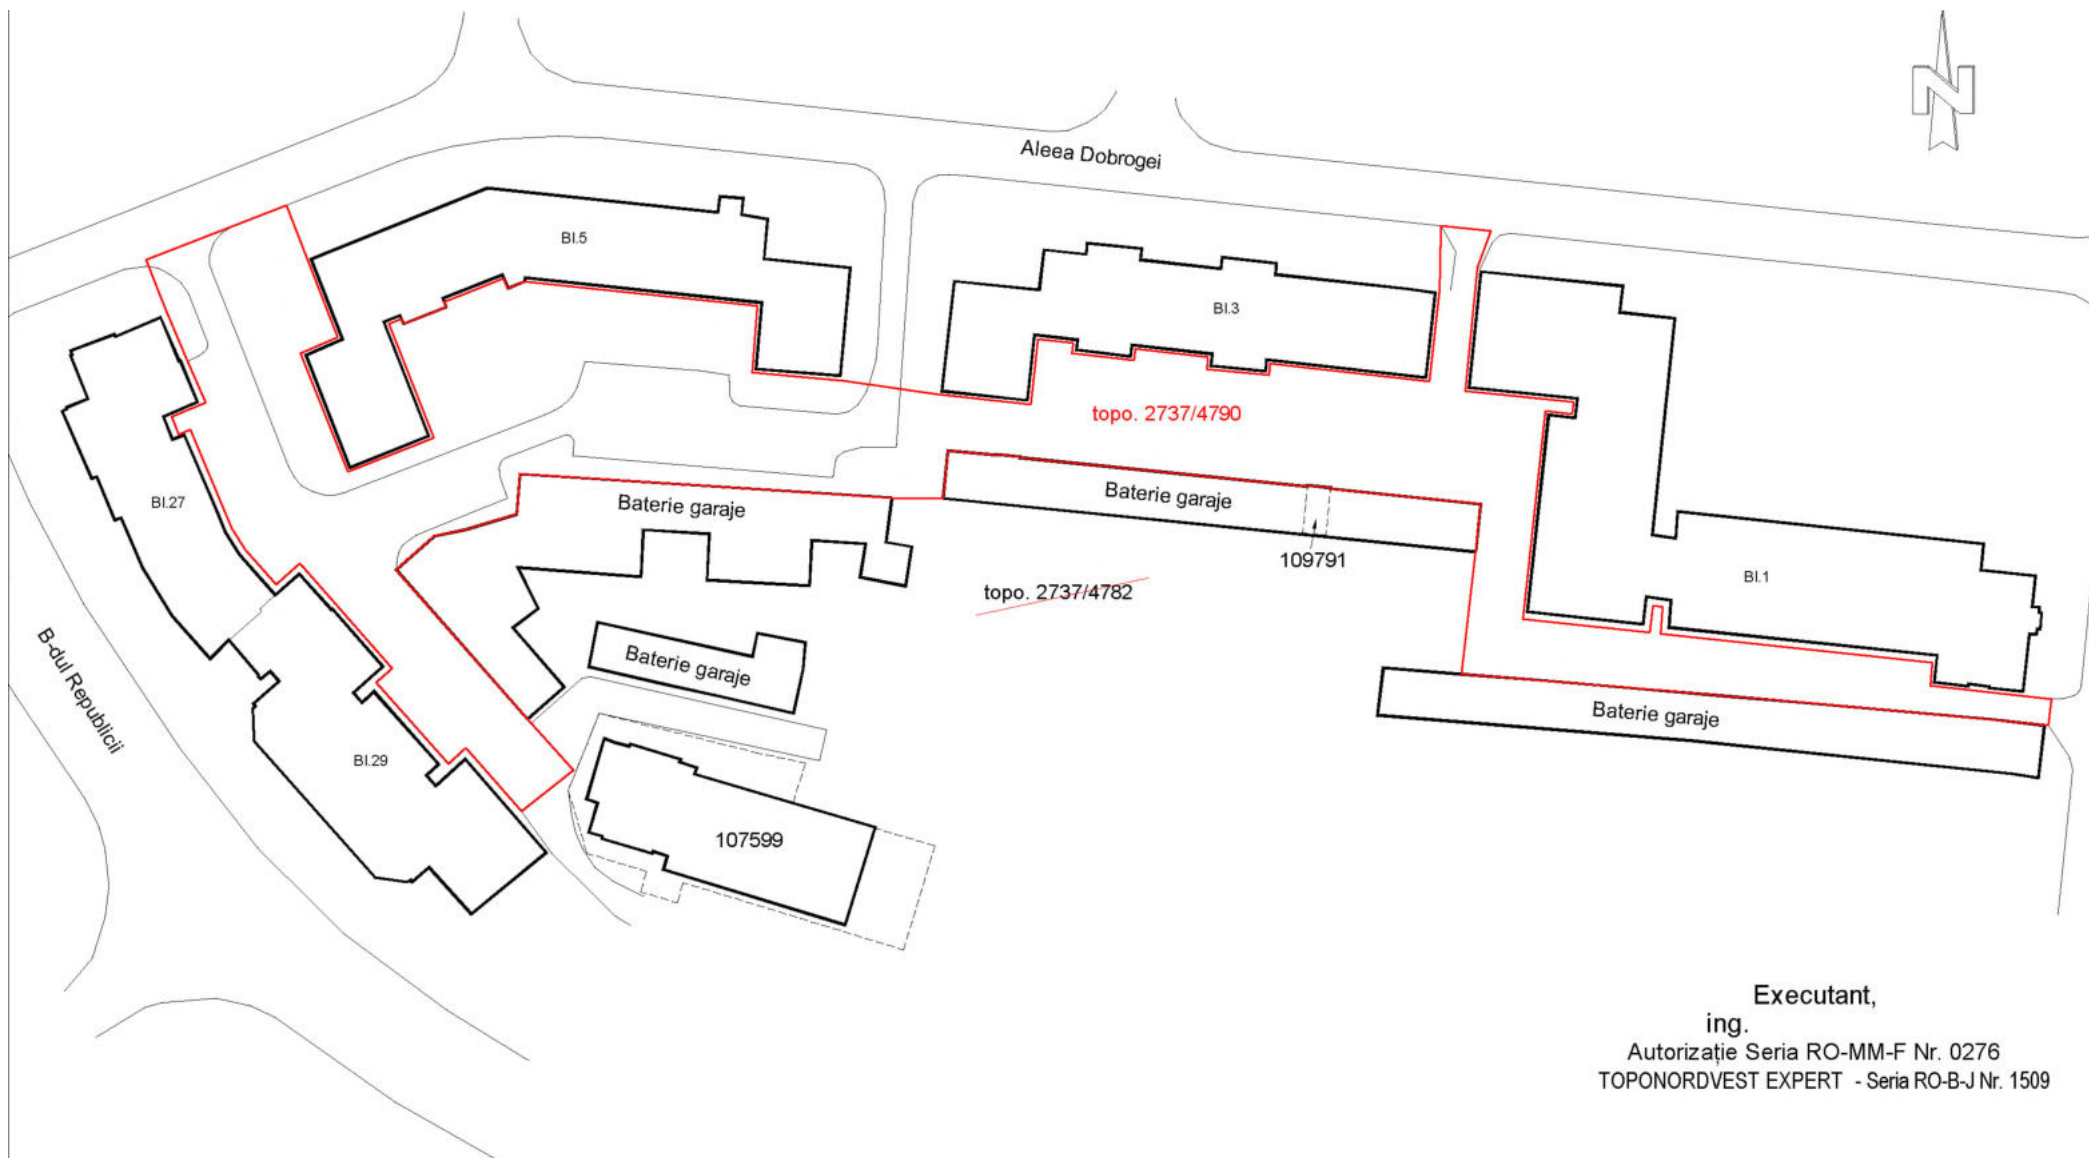 N
Aleea Dobrogei
Bl.5
Bl.3
topo. 2737/4790
Bl.27
Baterie garaje
Baterie garaje
109791
topo. 2737/4782
Bl.1
B-dul Republicii
Baterie garaje
Baterie garaje
Bl.29
107599
Executant,
ing.
Autorizație Seria RO-MM-F Nr. 0276
TOPONORDVEST EXPERT - Seria RO-B-J Nr. 1509